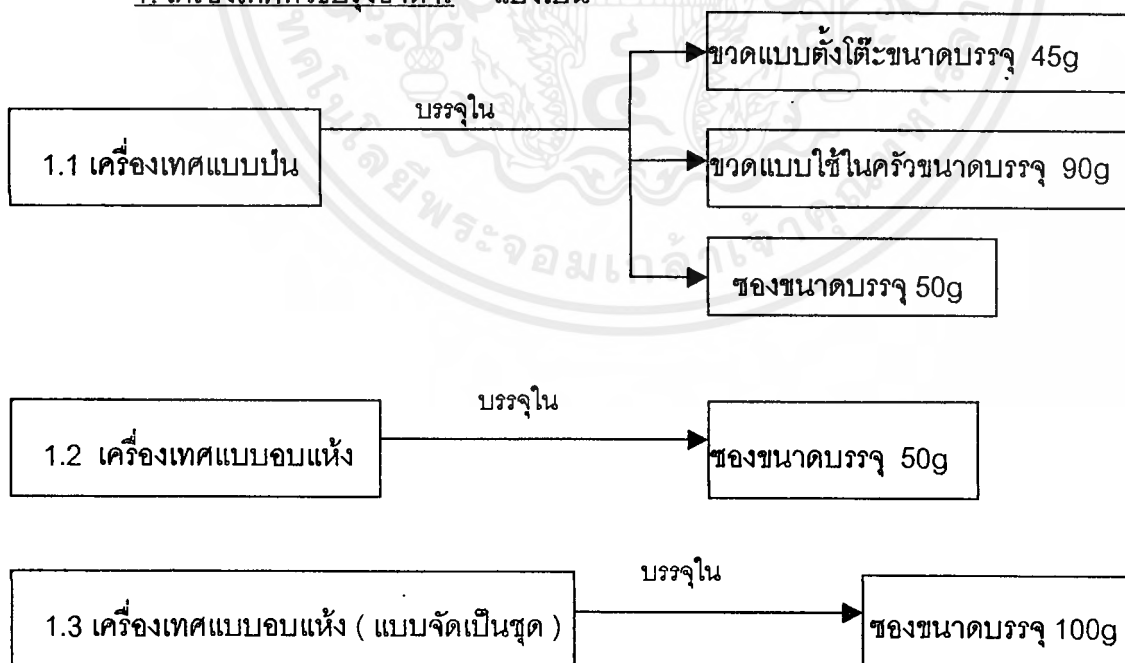 แบ่งเป็น
ขวดแบบตั้งโต๊ะขนาดบรรจุ 45g
บรรจุใน
1.1 เครื่องเทศแบบป่น
ขวดแบบใช้ในครัวขนาดบรรจุ 90g
ซองขนาดบรรจุ 50g
บรรจุใน
1.2 เครื่องเทศแบบอบแห้ง
ซองขนาดบรรจุ 50g
บรรจุใน
1.3 เครื่องเทศแบบอบแห้ง ( แบบจัดเป็นชุด )
ซองขนาดบรรจุ 100g